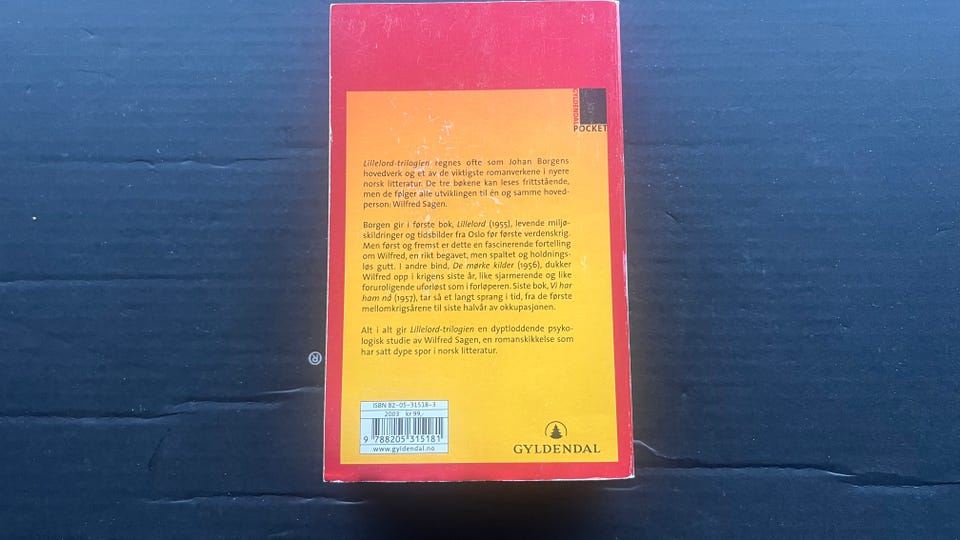 GYLDENDAL
POCKET
Lillelord-trilogien regnes ofte som Johan Borgens
hovedverk og et av de viktigste romanverkene i nyere
norsk litteratur. De tre bøkene kan leses frittstående,
men de følger alle utviklingen til én og samme hoved-
person: Wilfred Sagen.
Borgen gir i første bok, Lillelord (1955), levende miljø-
skildringer og tidsbilder fra Oslo før første verdenskrig.
Men først og fremst er dette en fascinerende fortelling
om Wilfred, en rikt begavet, men spaltet og holdnings-
løs gutt. I andre bind, De mørke kilder (1956), dukker
Wilfred opp i krigens siste år, like sjarmerende og like
foruroligende uforløst som i forløperen. Siste bok, Vi har
ham nå (1957), tar så et langt sprang i tid, fra de første
mellomkrigsårene til siste halvår av okkupasjonen.
Alt i alt gir Lillelord-trilogien en dyptloddende psyko-
logisk studie av Wilfred Sagen, en romanskikkelse som
har satt dype spor i norsk litteratur.
®
ISBN 82-05-31518-3
2003 kr 99,-
9 788205 315181
www.gyldendal.no
GYLDENDAL